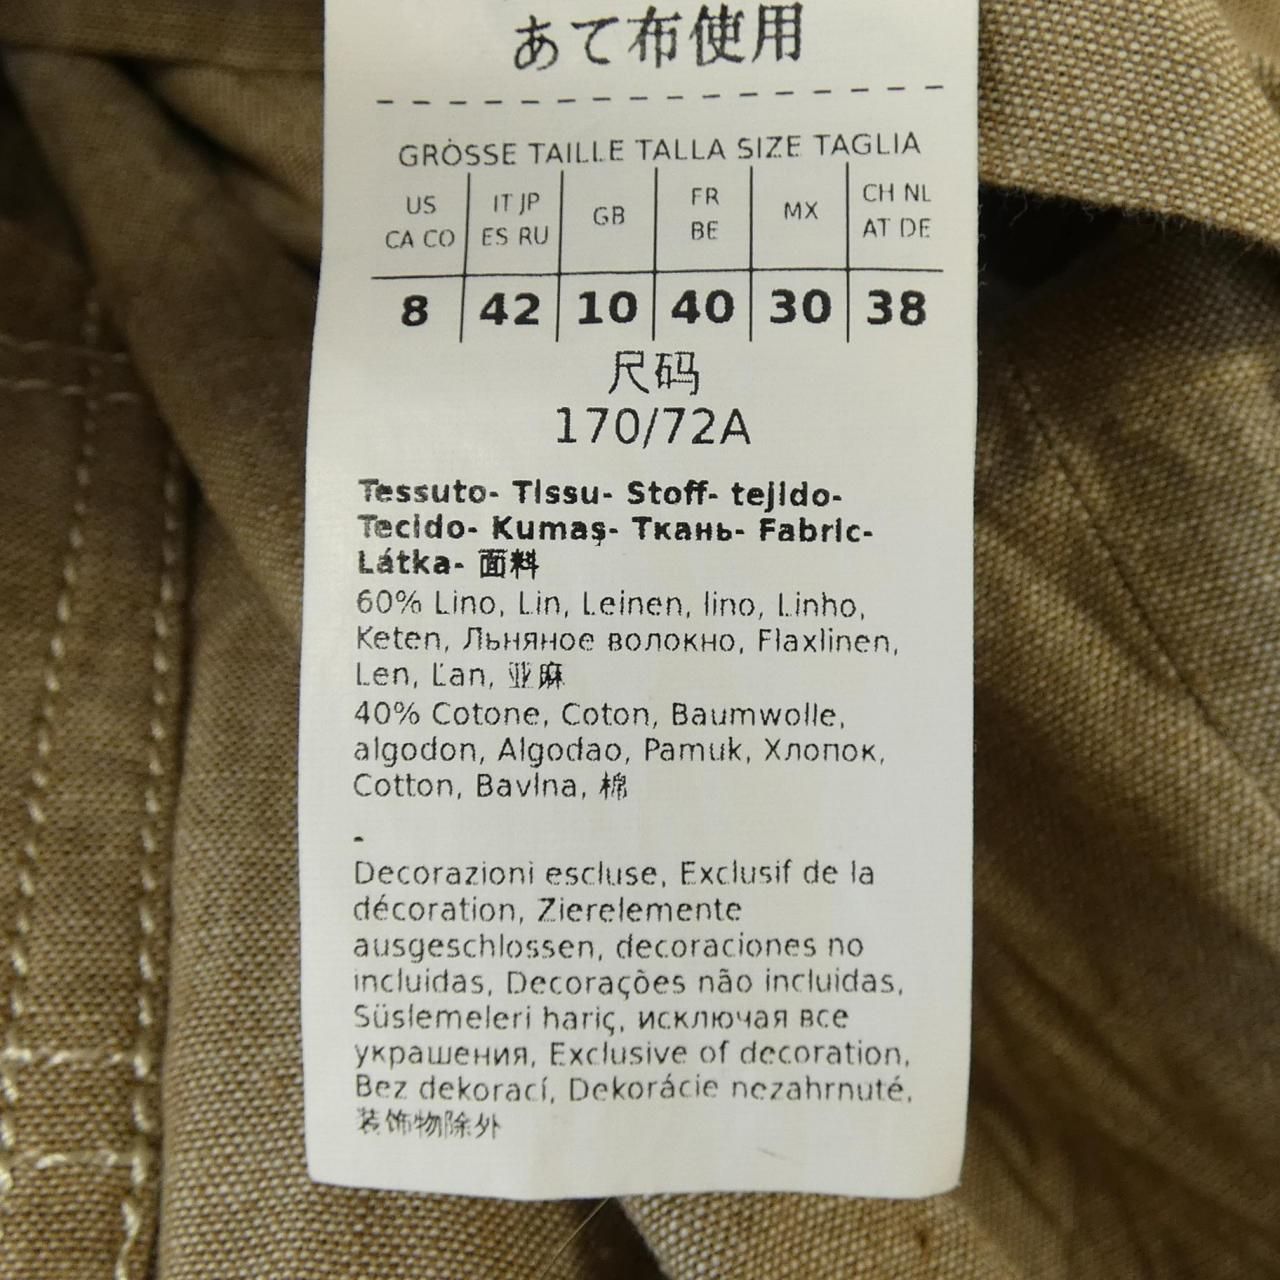 あて布使用
GRÖSSE TAILLE TALLA SIZE TAGLIA
US IT JP GB FR MX CH NL
CA CO ES RU BE AT DE
8 42 10 40 30 38
尺码
170/72A
Tessuto- Tissu- Stoff- tejido-
Tecido- Kumaş- Ткань- Fabric-
Látka- 面料
60% Lino, Lin, Leinen, lino, Linho,
Keten, Льняное волокно, Flaxlinen,
Len, Ľan, 亚麻
40% Cotone, Coton, Baumwolle,
algodon, Algodao, Pamuk, Хлопок,
Cotton, Bavlna, 棉
-
Decorazioni escluse, Exclusif de la
décoration, Zierelemente
ausgeschlossen, decoraciones no
incluidas, Decorações não incluidas,
Süslemeleri hariç, исключая все
украшения, Exclusive of decoration,
Bez dekorací, Dekorácie nezahrnuté,
装饰物除外